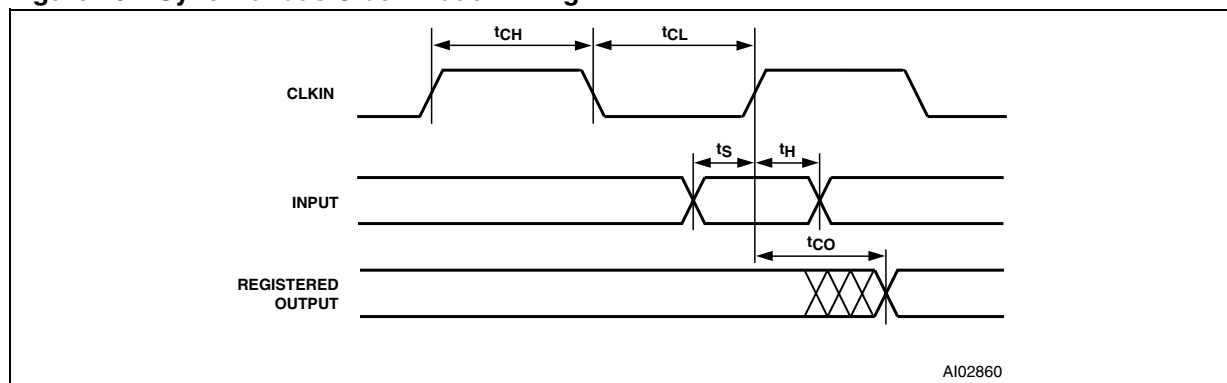 tCH
tCL
CLKIN
tS
tH
INPUT
tCO
REGISTERED
OUTPUT
AI02860